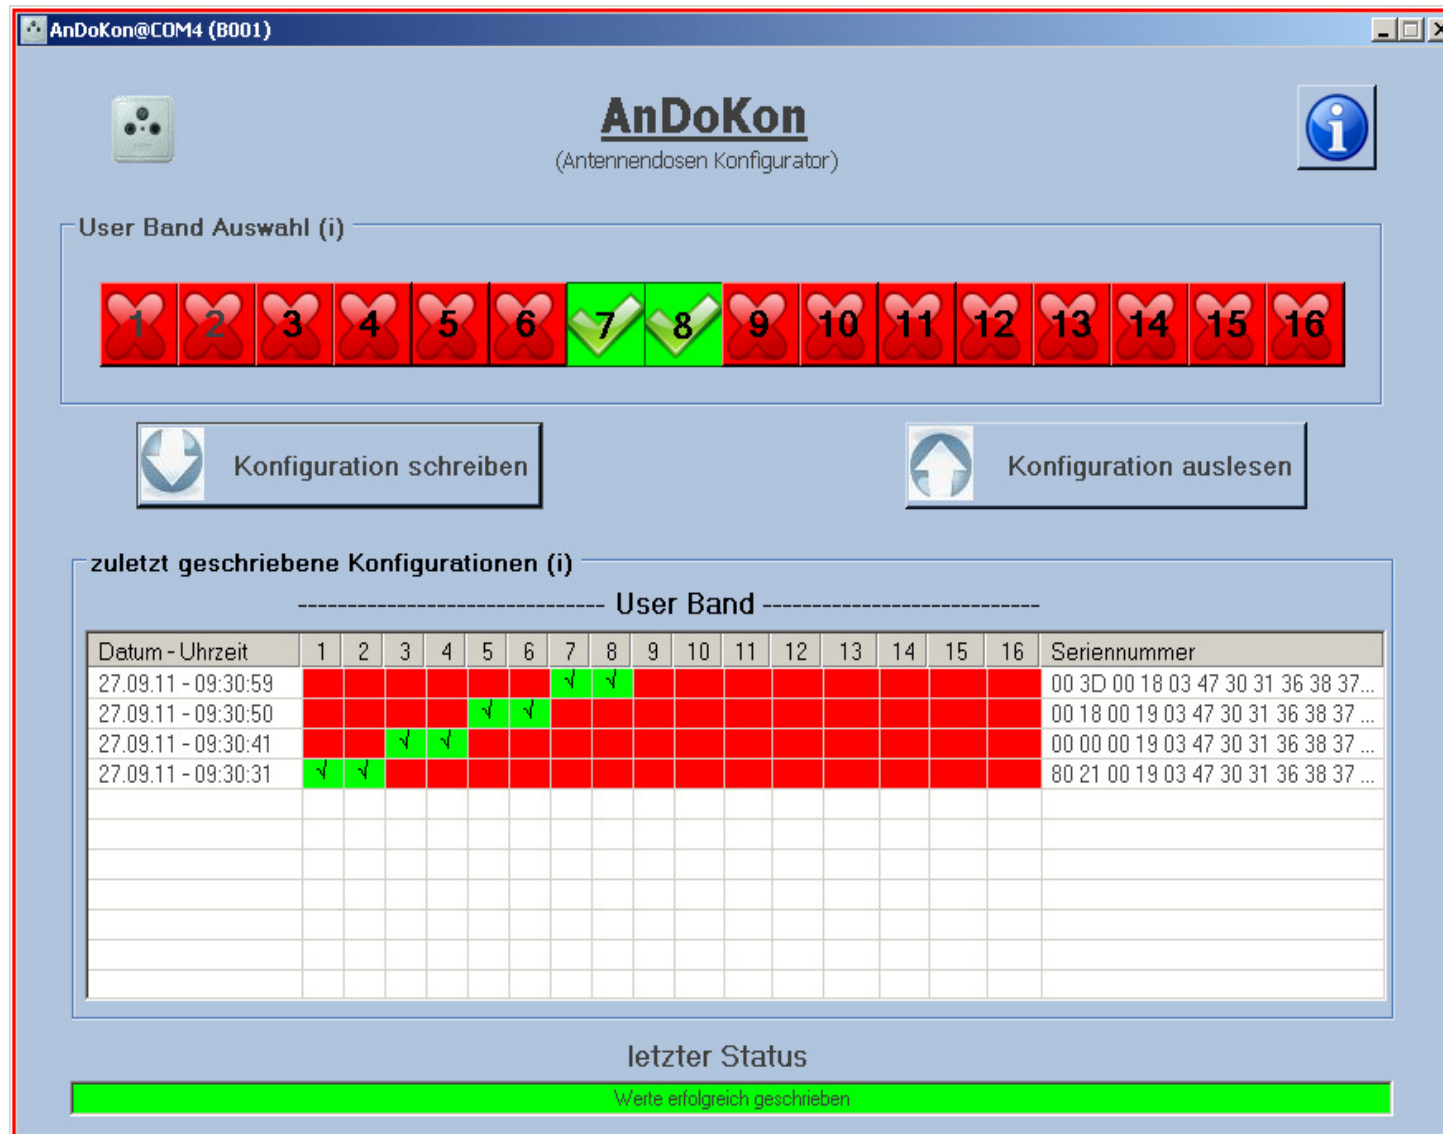 AnDoKon@COM4 (B001)
AnDoKon
(Antennendosen Konfigurator)
User Band Auswahl (i)
1 2 3 4 5 6 7 8 9 10 11 12 13 14 15 16
Konfiguration schreiben
Konfiguration auslesen
zuletzt geschriebene Konfigurationen (i)
------------------------------- User Band ----------------------------
Datum - Uhrzeit 1 2 3 4 5 6 7 8 9 10 11 12 13 14 15 16 Seriennummer
27.09.11 - 09:30:59 √ √ 00 3D 00 18 03 47 30 31 36 38 37...
27.09.11 - 09:30:50 √ √ 00 18 00 19 03 47 30 31 36 38 37 ...
27.09.11 - 09:30:41 √ √ 00 00 00 19 03 47 30 31 36 38 37 ...
27.09.11 - 09:30:31 √ √ 80 21 00 19 03 47 30 31 36 38 37 ...
letzter Status
Werte erfolgreich geschrieben